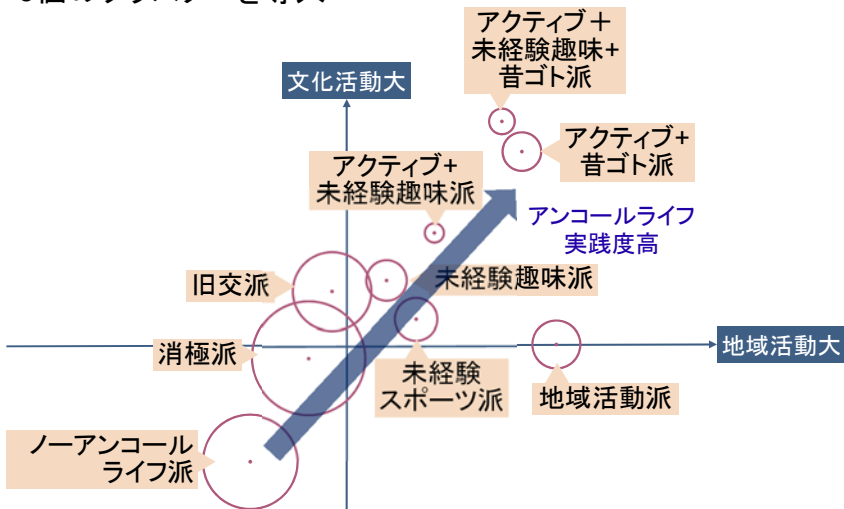 アクティブ＋
未経験趣味+
昔ゴト派
文化活動大
アクティブ+
昔ゴト派
アクティブ+
未経験趣味派
アンコールライフ
実践度高
旧交派
未経験趣味派
消極派
地域活動大
未経験
スポーツ派
地域活動派
ノーアンコール
ライフ派